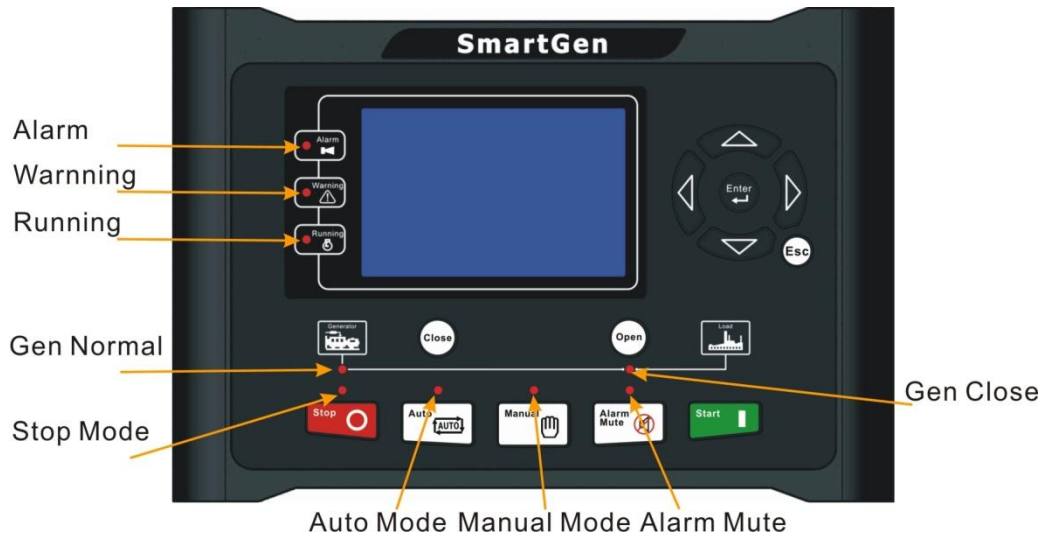 SmartGen
Alarm
Alarm
Warnning
Warning
Running
Running
Enter
Esc
Generator
Close
Open
Load
Gen Normal
Gen Close
Stop Mode
Stop
Auto
AUTO
Manual
Alarm
Mute
Start
Auto Mode Manual Mode Alarm Mute